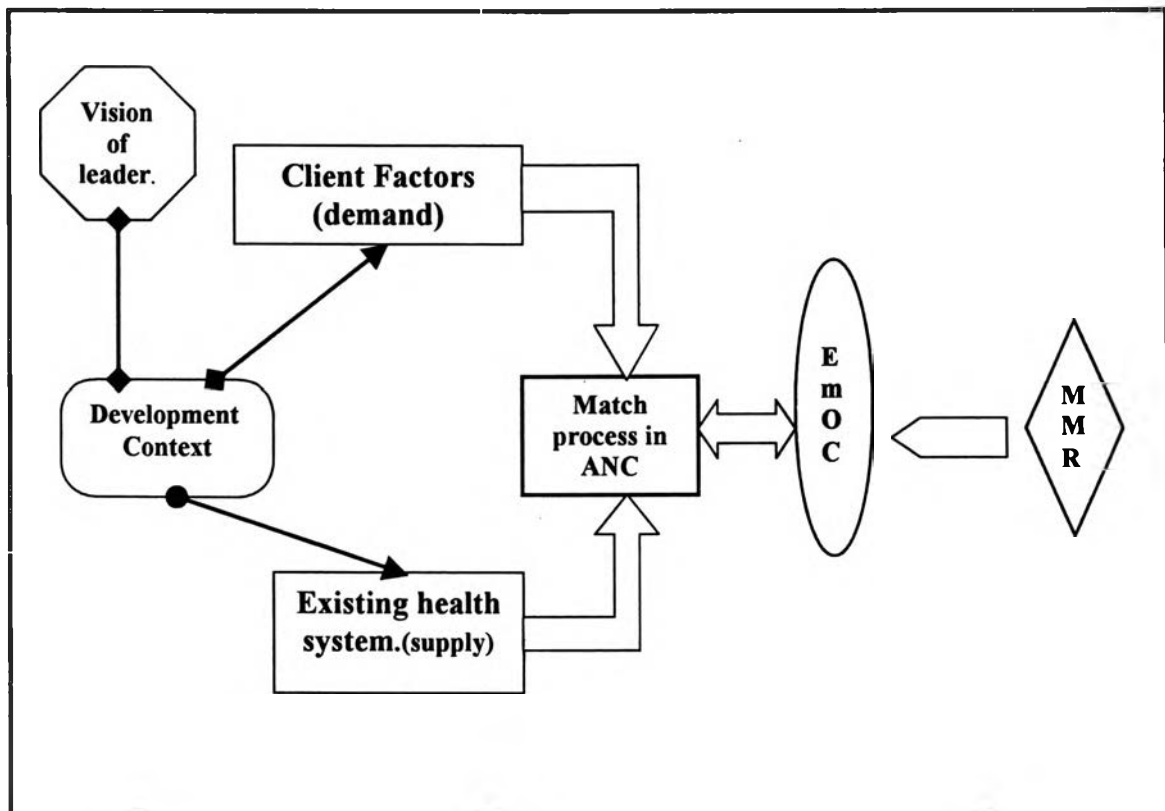 Vision
of
leader.
Client Factors
(demand)
Development
Context
Match
process in
ANC
E
m
O
C
M
M
R
Existing health
system.(supply)